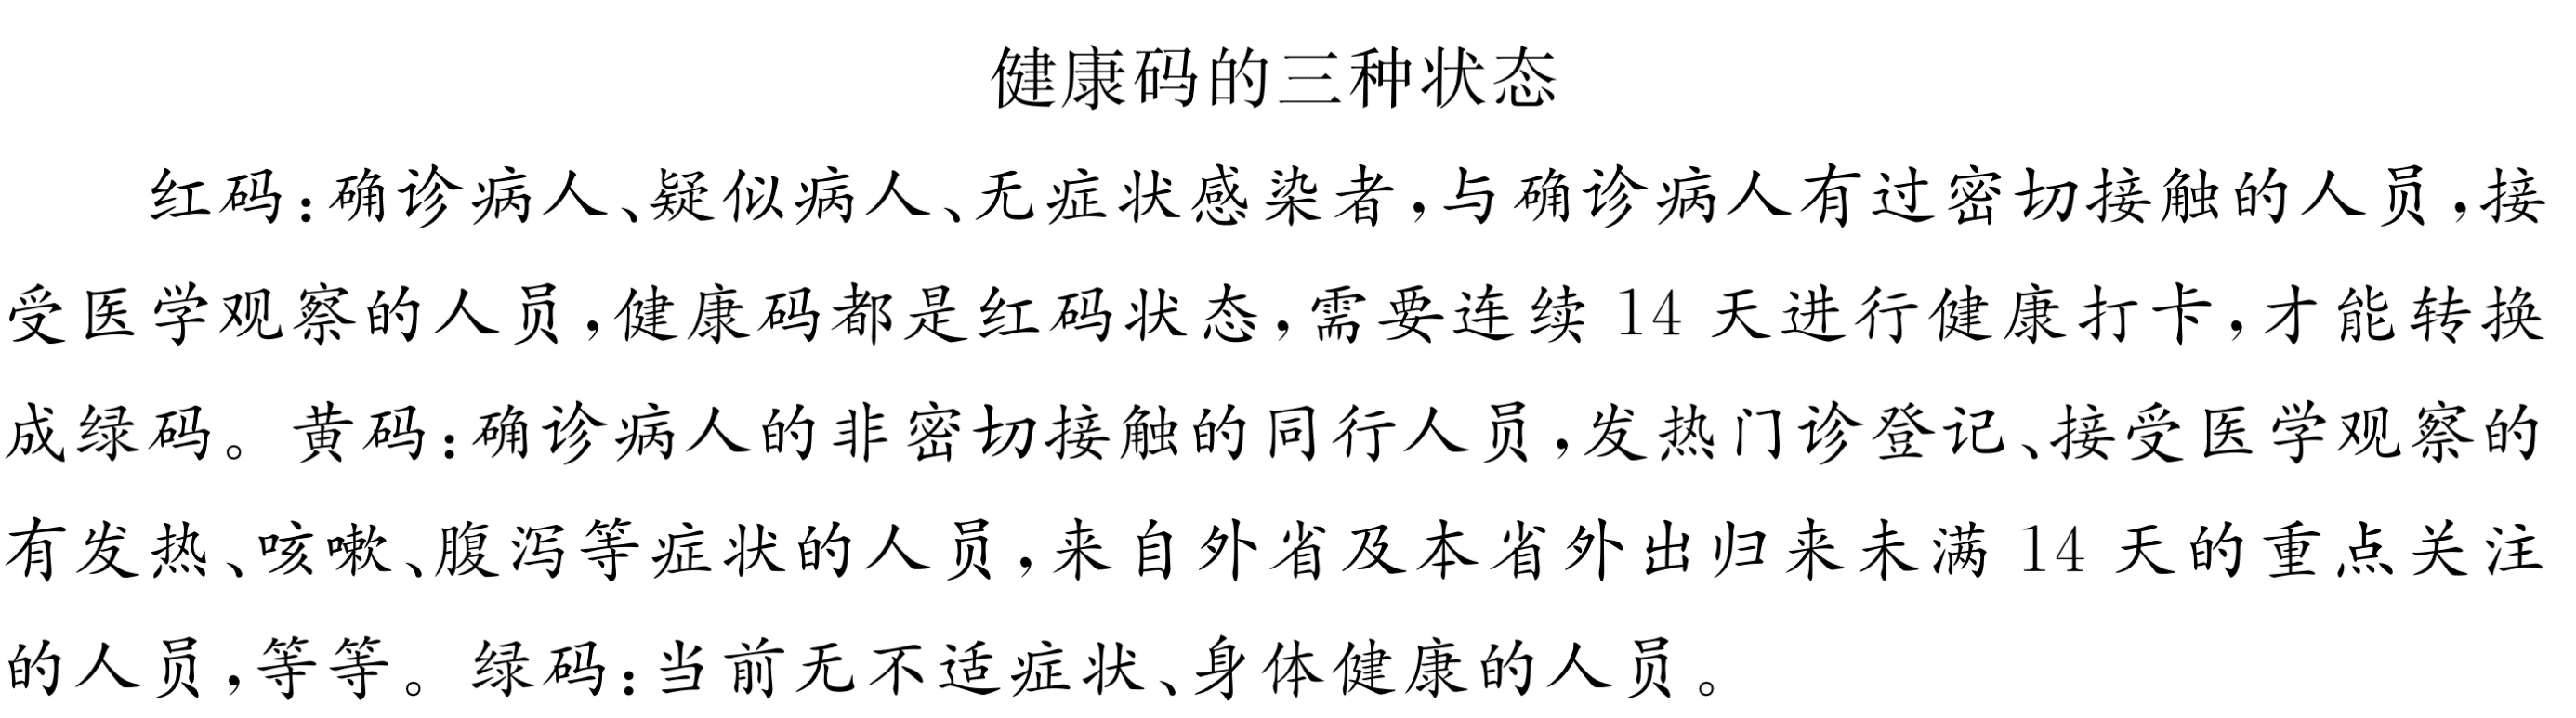 健康码的三种状态
红码:确诊病人、疑似病人、无症状感染者,与确诊病人有过密切接触的人员,接
受医学观察的人员,健康码都是红码状态,需要连续 14 天进行健康打卡,才能转换
成绿码。黄码:确诊病人的非密切接触的同行人员,发热门诊登记、接受医学观察的
有发热、咳嗽、腹泻等症状的人员,来自外省及本省外出归来未满 14 天的重点关注
的人员,等等。绿码:当前无不适症状、身体健康的人员。